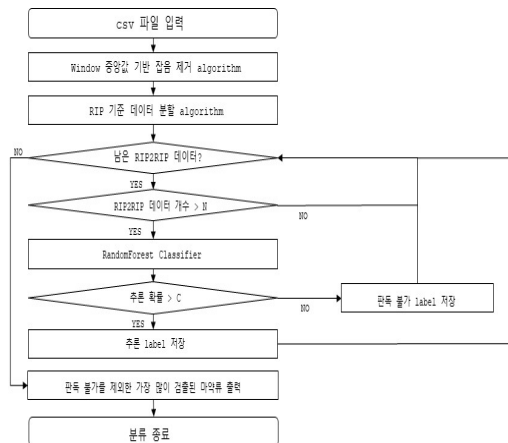 csv 파일 입력
Window 중앙값 기반 잡음 제거 algorithm
RIP 기준 데이터 분할 algorithm
NO
남은 RIP2RIP 데이터?
YES
RIP2RIP 데이터 개수 > N
NO
YES
RandomForest Classifier
추론 확률 > C
NO
판독 불가 label 저장
YES
추론 label 저장
판독 불가를 제외한 가장 많이 검출된 마약류 출력
분류 종료